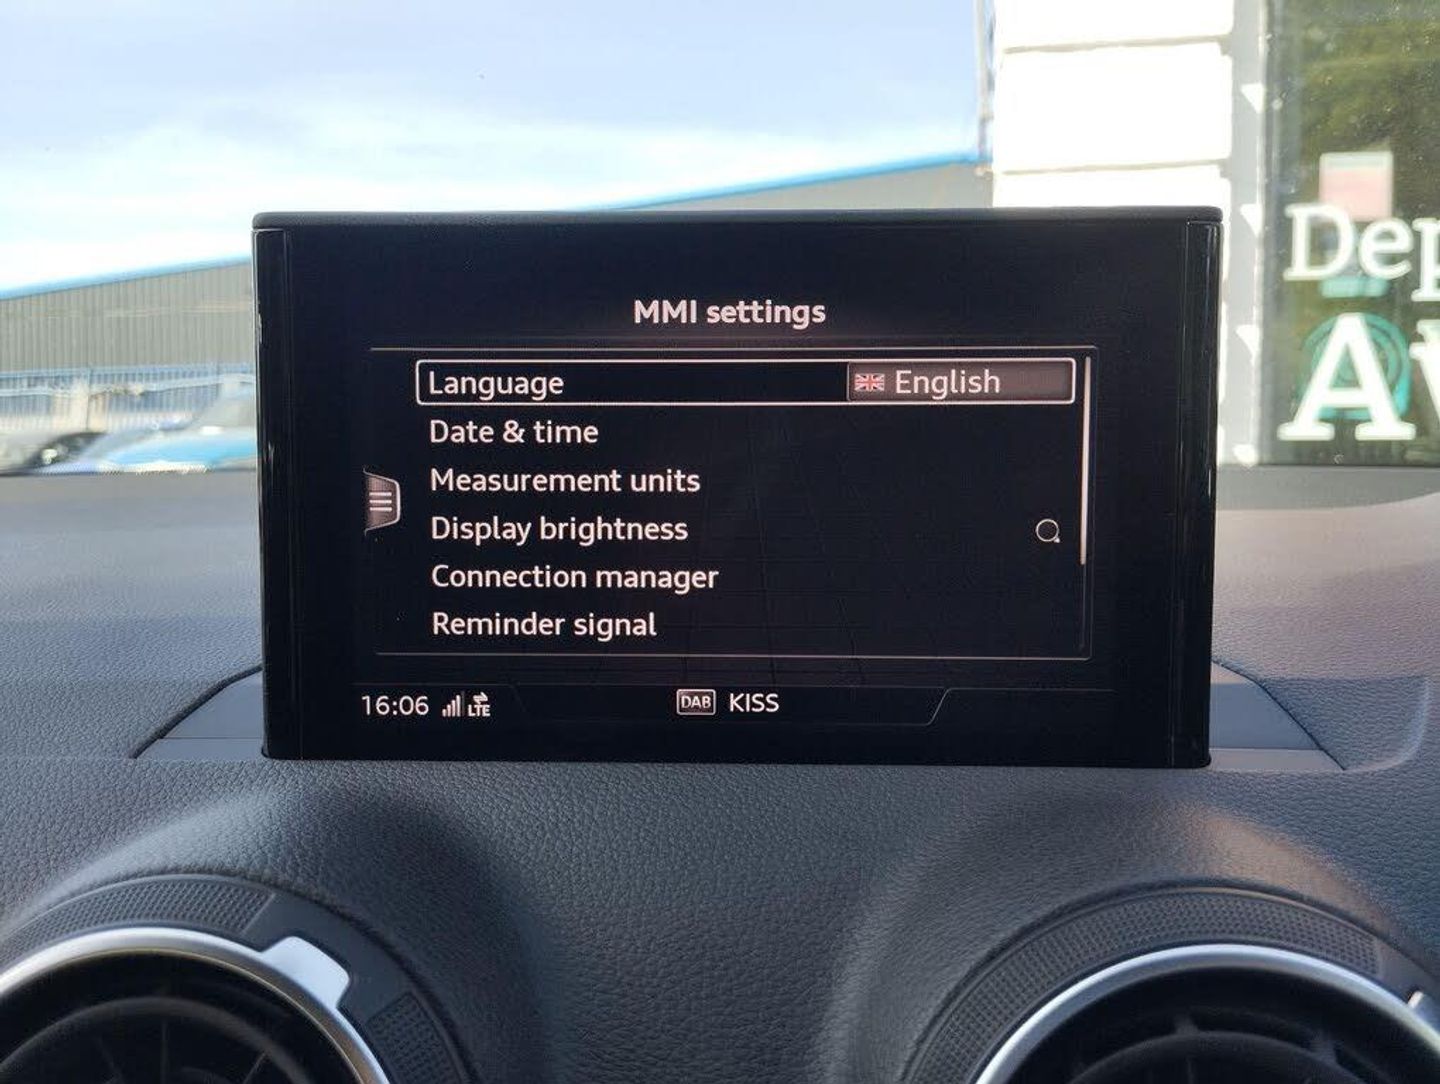 MMI settings
Language English
Date & time
Measurement units
Display brightness
Connection manager
Reminder signal
16:06 LTE DAB KISS